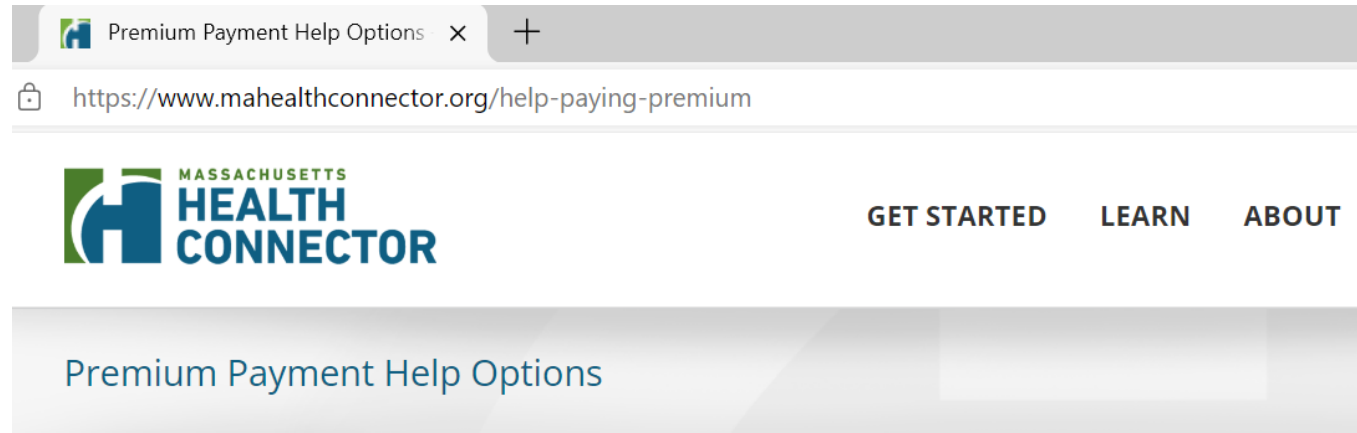 Premium Payment Help Options
https://www.mahealthconnector.org/help-paying-premium
MASSACHUSETTS
HEALTH
CONNECTOR
GET STARTED LEARN ABOUT
Premium Payment Help Options